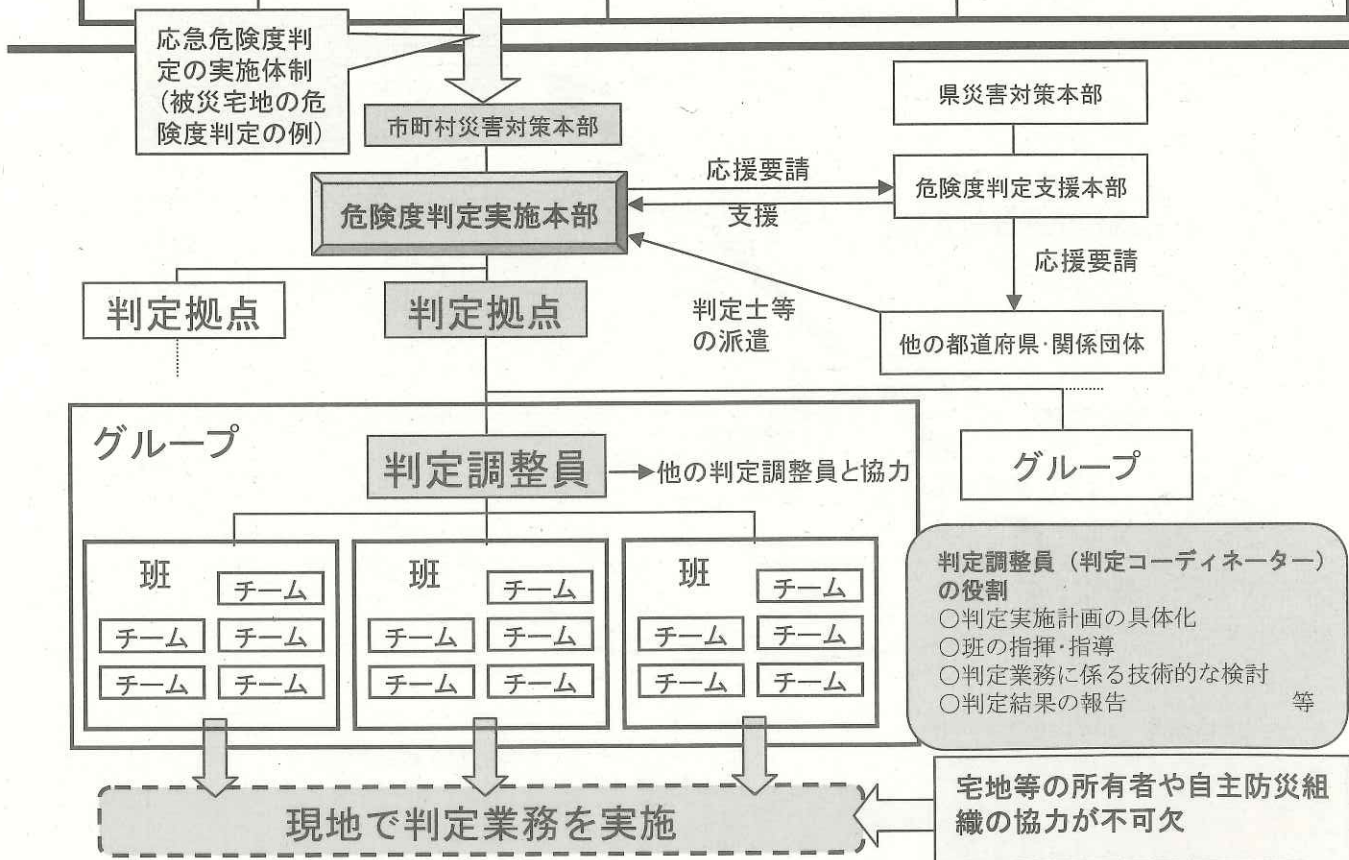 応急危険度判
定の実施体制
(被災宅地の危
険度判定の例)
市町村災害対策本部
県災害対策本部
危険度判定実施本部
応援要請
支援
危険度判定支援本部
応援要請
判定拠点
判定拠点
判定士等
の派遣
他の都道府県・関係団体
グループ
判定調整員
他の判定調整員と協力
グループ
班
チーム
チーム
チーム
チーム
チーム
班
チーム
チーム
チーム
チーム
チーム
班
チーム
チーム
チーム
チーム
チーム
判定調整員(判定コーディネーター)
の役割
○判定実施計画の具体化
○班の指揮・指導
○判定業務に係る技術的な検討
○判定結果の報告 等
現地で判定業務を実施
宅地等の所有者や自主防災組
織の協力が不可欠